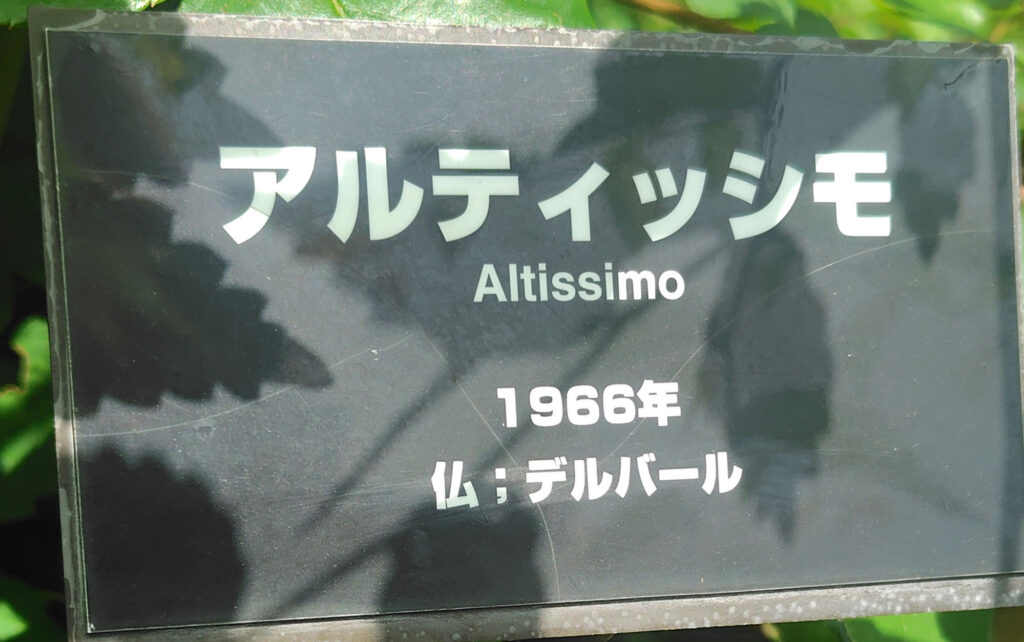 アルティッシモ
Altissimo
1966年
仏；デルバール